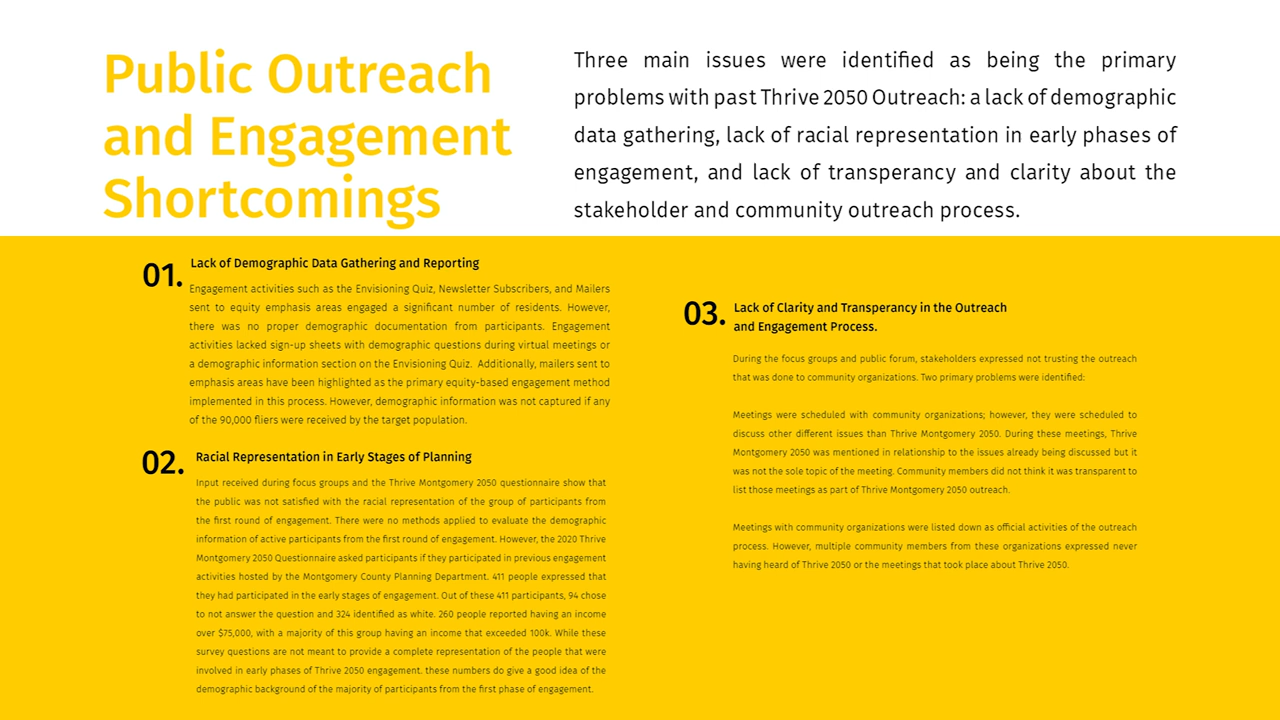 Public Outreach
and Engagement
Shortcomings
Three main issues were identified as being the primary
problems with past Thrive 2050 Outreach: a lack of demographic
data gathering, lack of racial representation in early phases of
engagement, and lack of transperancy and clarity about the
stakeholder and community outreach process.
01.
Lack of Demographic Data Gathering and Reporting
Engagement activities such as the Envisioning Quiz, Newsletter Subscribers, and Mailers
sent to equity emphasis areas engaged a significant number of residents. However,
there was no proper demographic documentation from participants. Engagement
activities lacked sign-up sheets with demographic questions during virtual meetings or
a demographic information section on the Envisioning Quiz. Additionally, mailers sent to
emphasis areas have been highlighted as the primary equity-based engagement method
implemented in this process. However, demographic information was not captured if any
of the 90,000 fliers were received by the target population.
02.
Racial Representation in Early Stages of Planning
Input received during focus groups and the Thrive Montgomery 2050 questionnaire show that
the public was not satisfied with the racial representation of the group of participants from
the first round of engagement. There were no methods applied to evaluate the demographic
information of active participants from the first round of engagement. However, the 2020 Thrive
Montgomery 2050 Questionnaire asked participants if they participated in previous engagement
activities hosted by the Montgomery County Planning Department. 411 people expressed that
they had participated in the early stages of engagement. Out of these 411 participants, 94 chose
to not answer the question and 324 identified as white. 260 people reported having an income
over $75,000, with a majority of this group having an income that exceeded 100k. While these
survey questions are not meant to provide a complete representation of the people that were
involved in early phases of Thrive 2050 engagement. these numbers do give a good idea of the
demographic background of the majority of participants from the first phase of engagement.
03.
Lack of Clarity and Transperancy in the Outreach
and Engagement Process.
During the focus groups and public forum, stakeholders expressed not trusting the outreach
that was done to community organizations. Two primary problems were identified:
Meetings were scheduled with community organizations; however, they were scheduled to
discuss other different issues than Thrive Montgomery 2050. During these meetings, Thrive
Montgomery 2050 was mentioned in relationship to the issues already being discussed but it
was not the sole topic of the meeting. Community members did not think it was transparent to
list those meetings as part of Thrive Montgomery 2050 outreach.
Meetings with community organizations were listed down as official activities of the outreach
process. However, multiple community members from these organizations expressed never
having heard of Thrive 2050 or the meetings that took place about Thrive 2050.